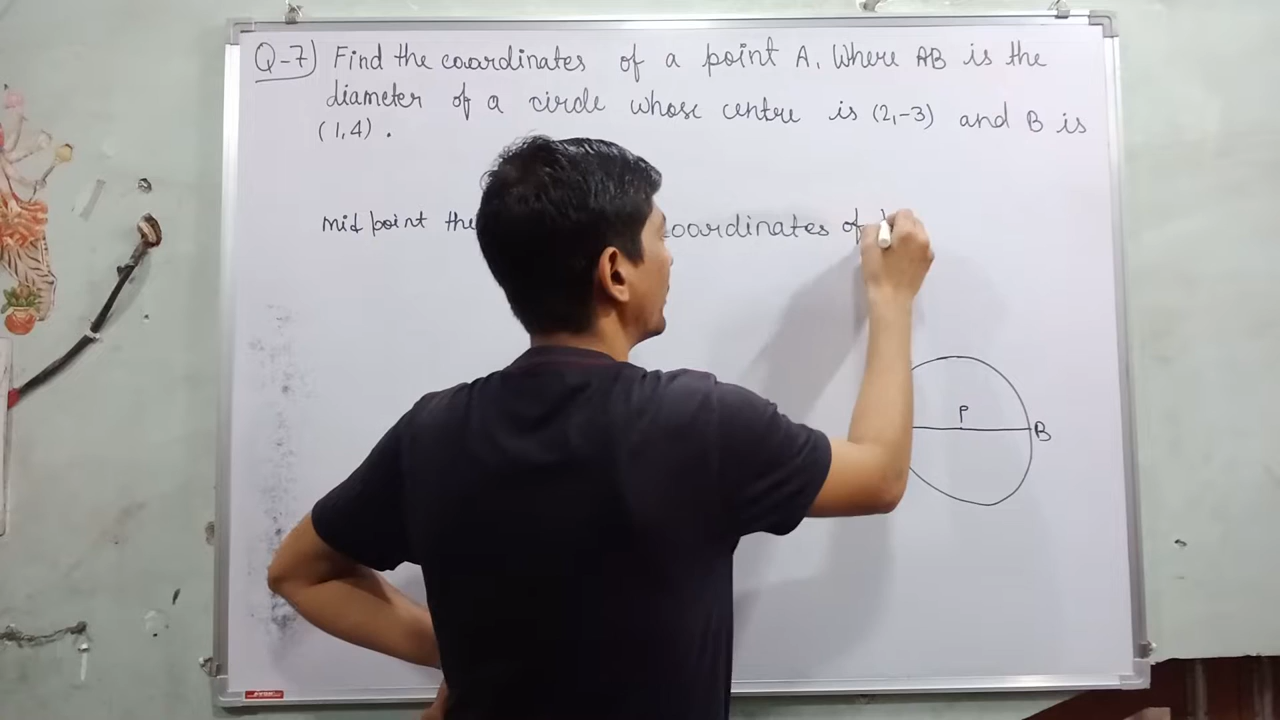 Q-7) Find the coordinates of a point A, Where AB is the
diameter of a circle whose centre is (2,-3) and B is
(1,4).
mid point the coordinates of
P
B